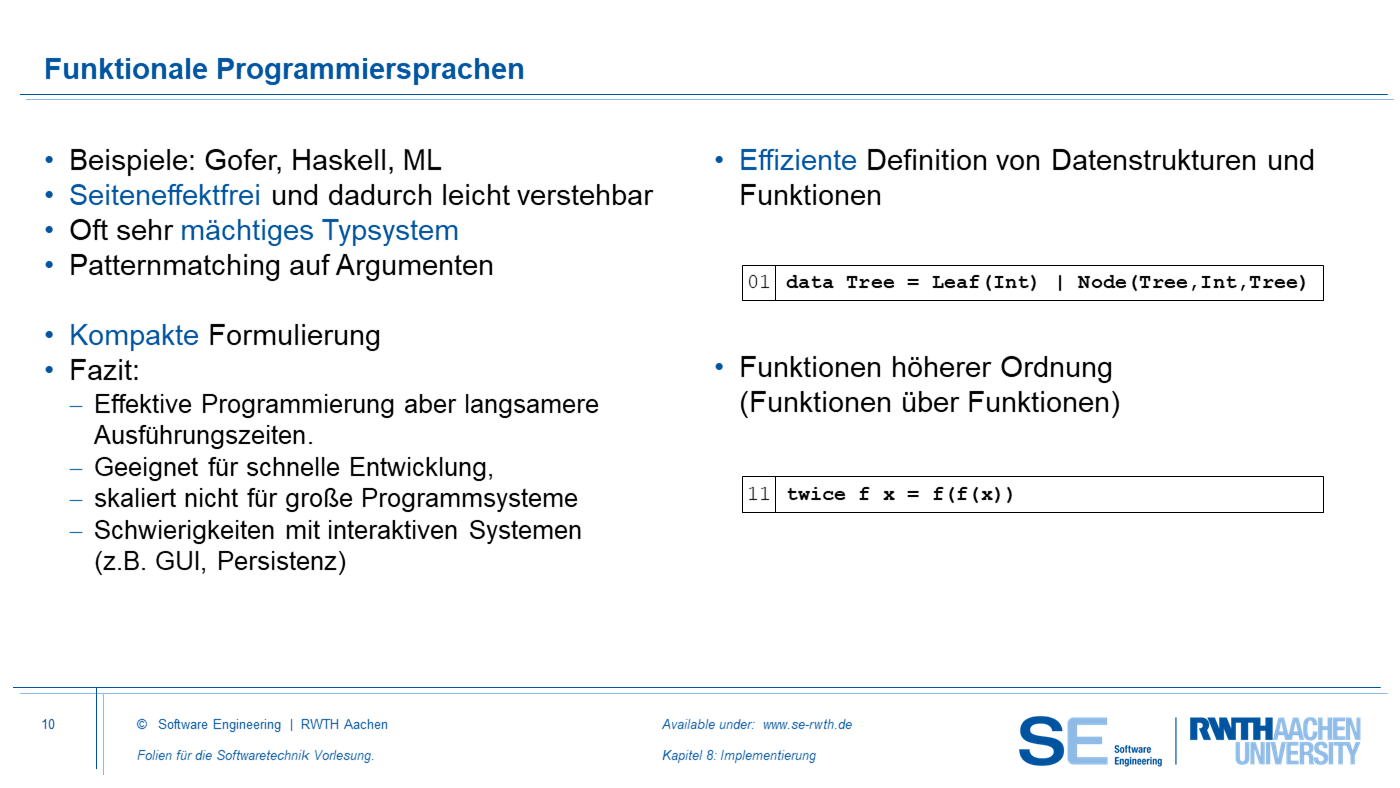 Funktionale Programmiersprachen
• Beispiele: Gofer, Haskell, ML
• Seiteneffektfrei und dadurch leicht verstehbar
• Oft sehr mächtiges Typsystem
• Patternmatching auf Argumenten
• Kompakte Formulierung
• Fazit:
– Effektive Programmierung aber langsamere
Ausführungszeiten.
– Geeignet für schnelle Entwicklung,
– skaliert nicht für große Programmsysteme
– Schwierigkeiten mit interaktiven Systemen
(z.B. GUI, Persistenz)
• Effiziente Definition von Datenstrukturen und
Funktionen
01 data Tree = Leaf(Int) | Node(Tree,Int,Tree)
• Funktionen höherer Ordnung
(Funktionen über Funktionen)
11 twice f x = f(f(x))
10
© Software Engineering | RWTH Aachen
Folien für die Softwaretechnik Vorlesung.
Available under: www.se-rwth.de
Kapitel 8: Implementierung
SE Software
Engineering
RWTHAACHEN
UNIVERSITY